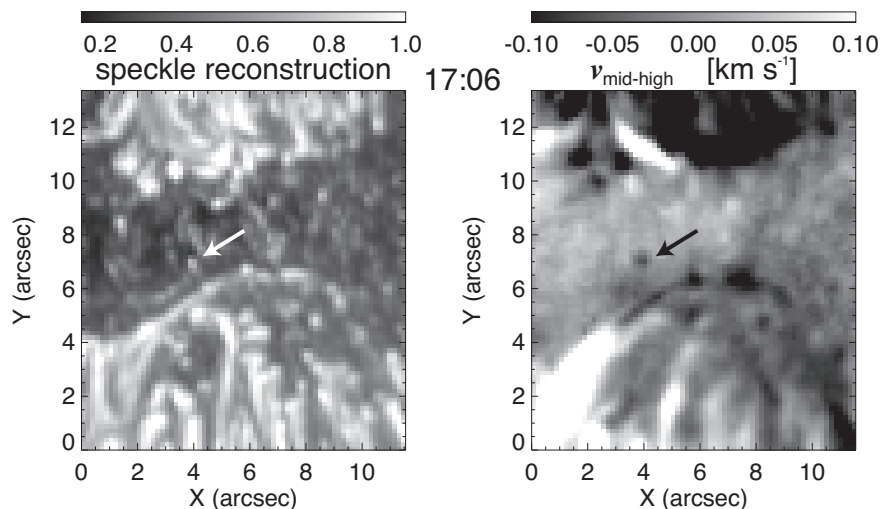 0.2 0.4 0.6 0.8 1.0
speckle reconstruction
17:06
-0.10 -0.05 0.00 0.05 0.10
v mid-high [km s-1]
12
10
8
6
4
2
0
Y (arcsec)
0 2 4 6 8 10
X (arcsec)
12
10
8
6
4
2
0
Y (arcsec)
0 2 4 6 8 10
X (arcsec)